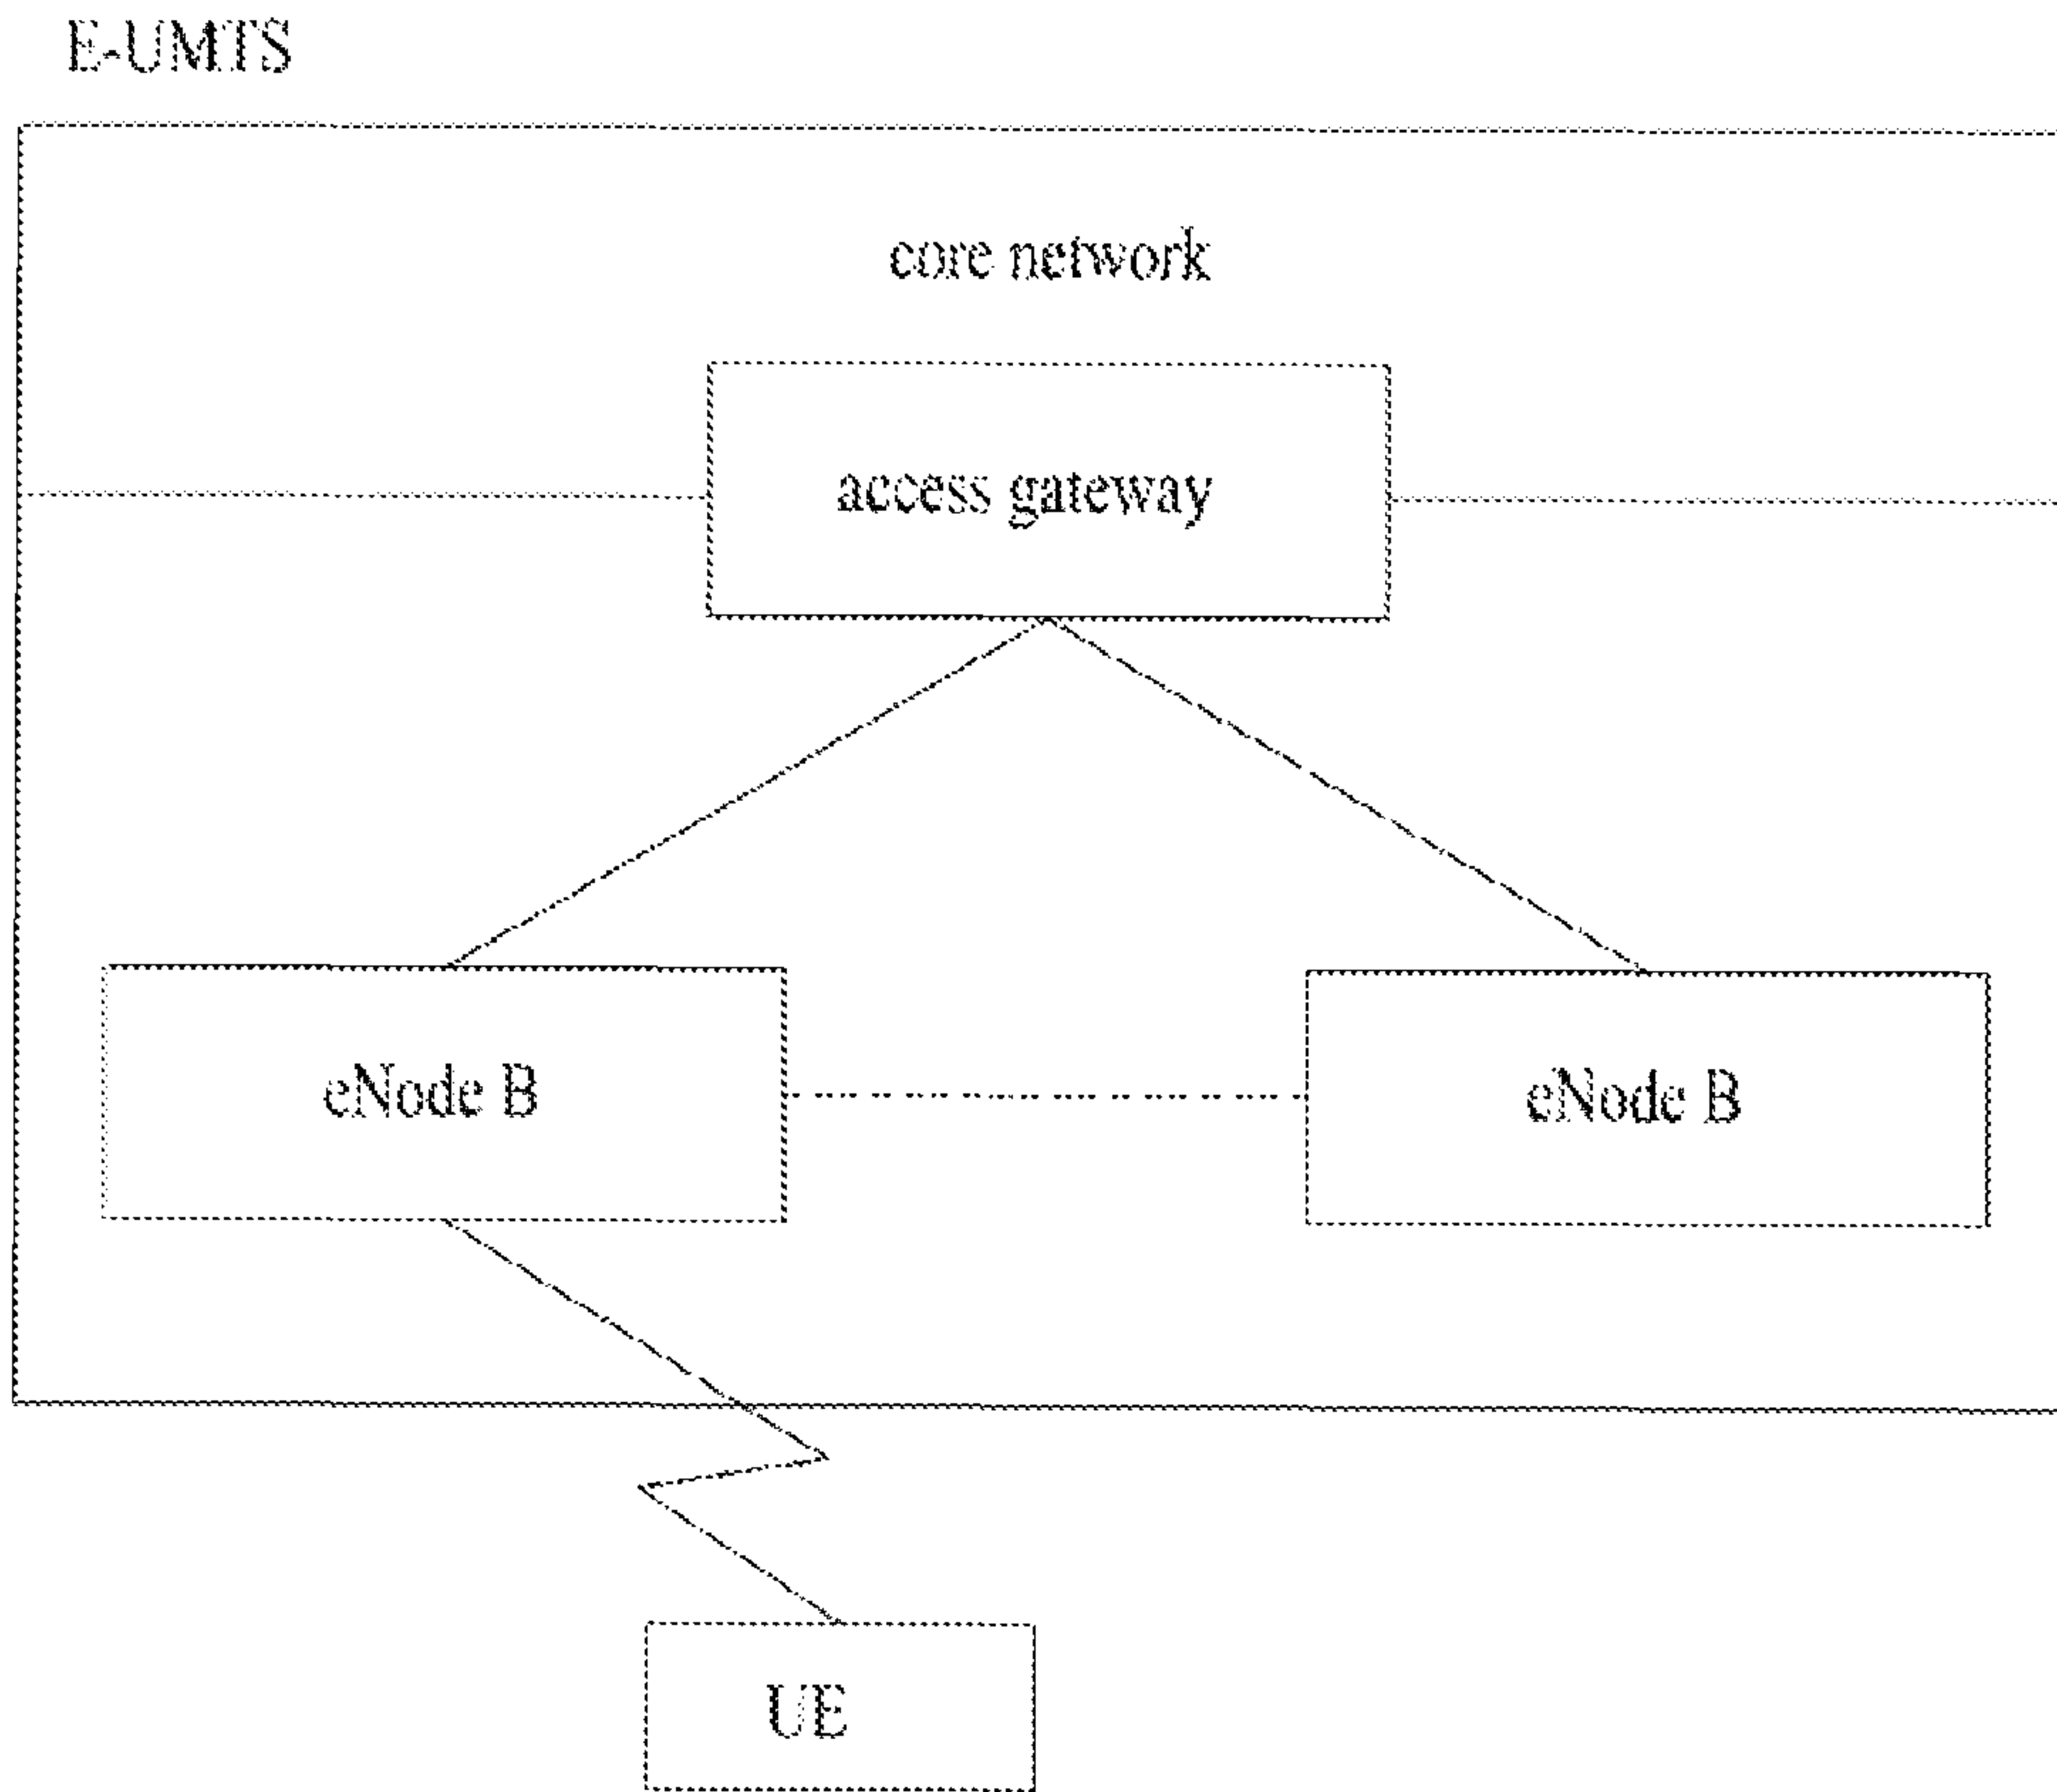 E-UMTS
core network
access gateway
eNode B
eNode B
UE